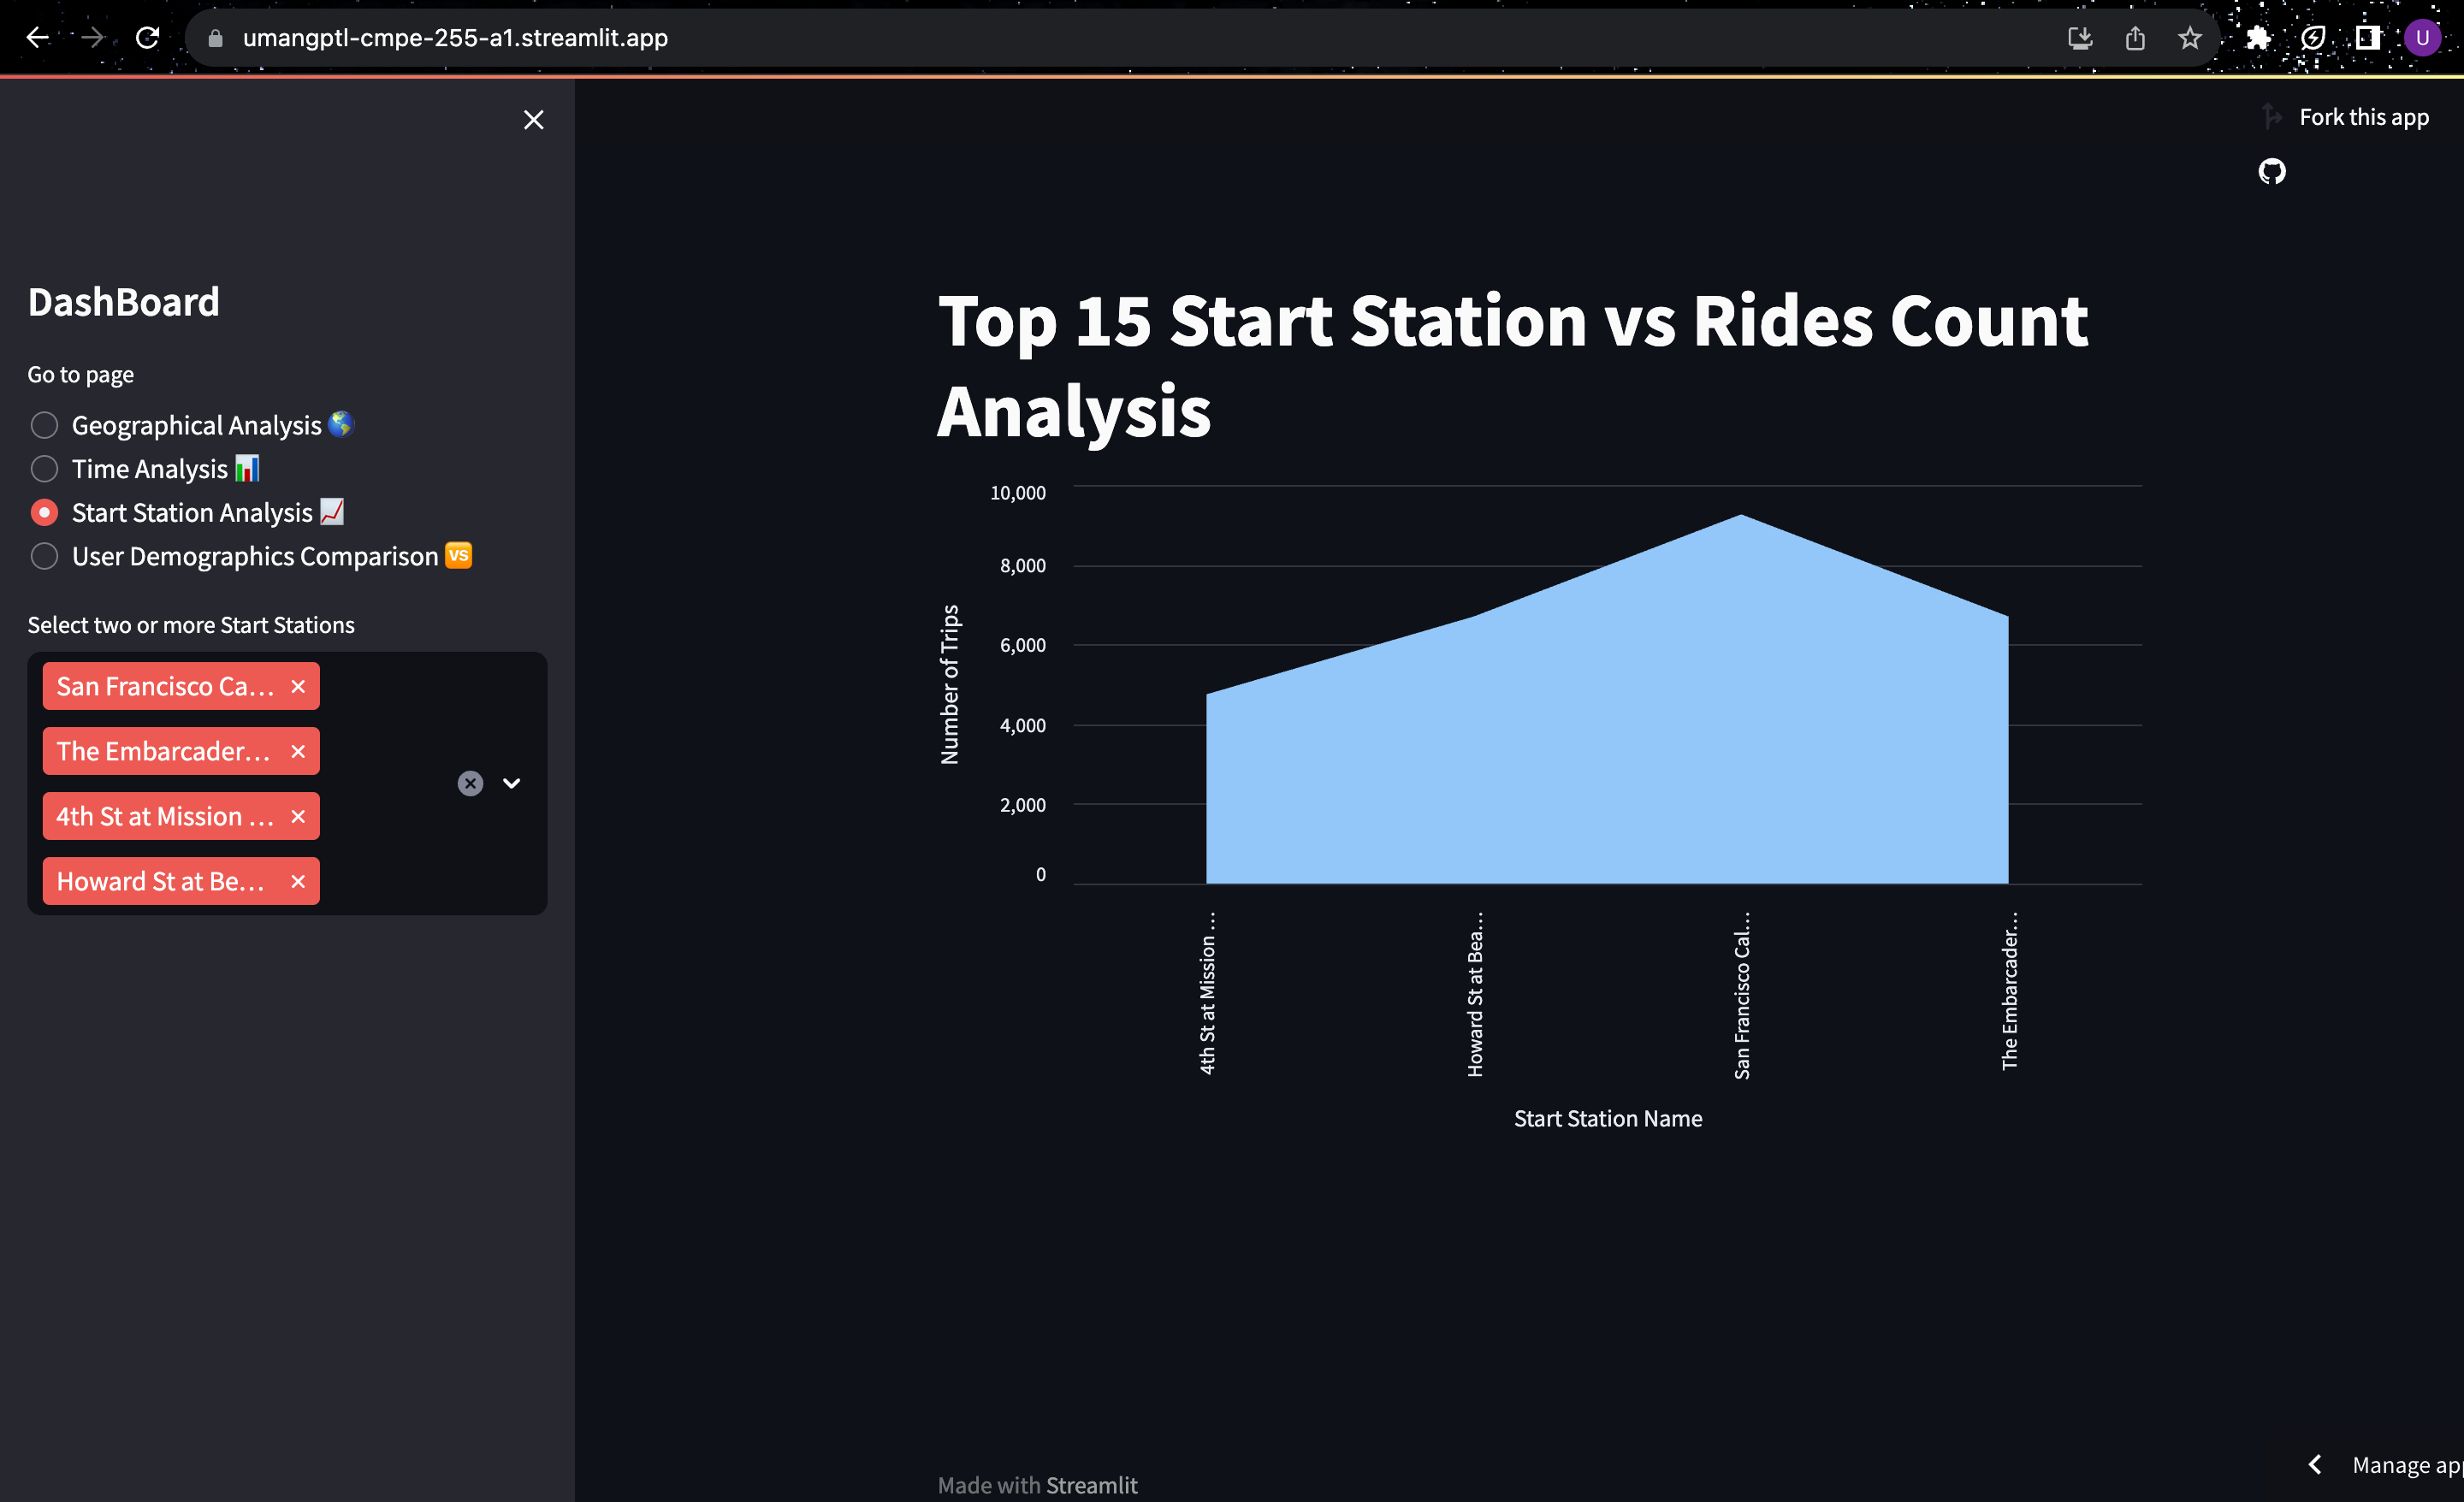 umangptl-cmpe-255-a1.streamlit.app
U
Fork this app
DashBoard
Go to page
Geographical Analysis 🌎
Time Analysis 📊
Start Station Analysis 📈
User Demographics Comparison 🆚
Select two or more Start Stations
San Francisco Ca...
The Embarcader...
4th St at Mission ...
Howard St at Be...
Top 15 Start Station vs Rides Count
Analysis
10,000
8,000
6,000
4,000
2,000
0
Number of Trips
4th St at Mission ...
Howard St at Bea...
San Francisco Cal...
The Embarcader...
Start Station Name
Made with Streamlit
Manage app